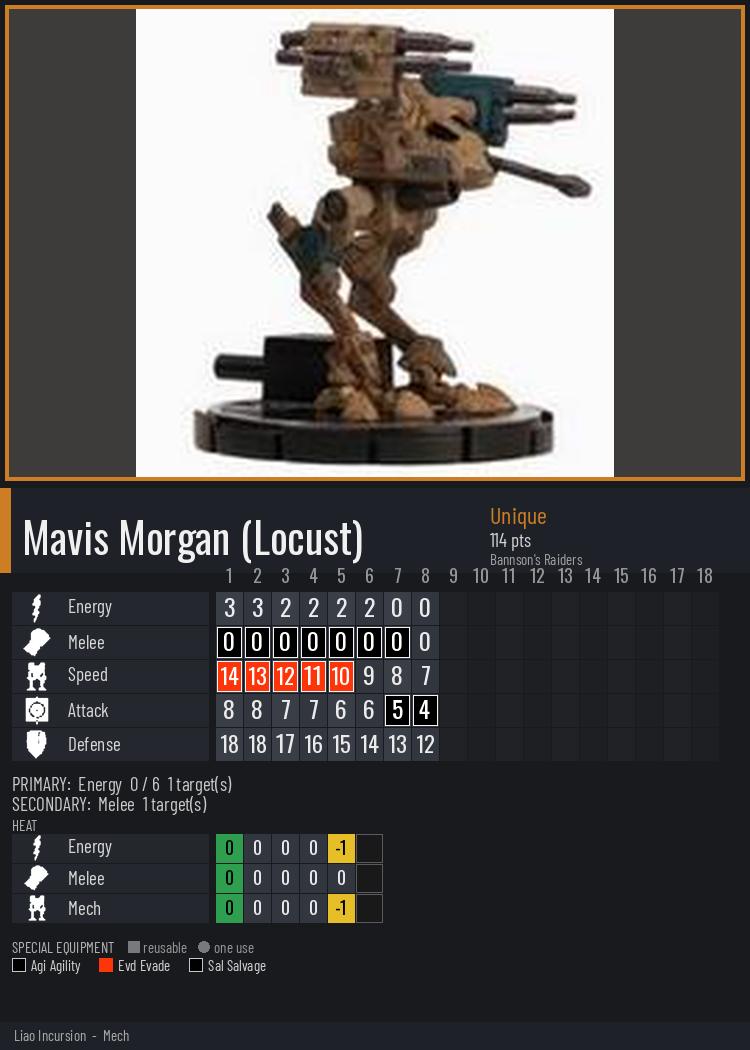 Mavis Morgan (Locust)
Unique
114 pts
Bannson's Raiders
1 2 3 4 5 6 7 8 9 10 11 12 13 14 15 16 17 18
Energy 3 3 2 2 2 2 0 0
Melee 0 0 0 0 0 0 0 0
Speed 14 13 12 11 10 9 8 7
Attack 8 8 7 7 6 6 5 4
Defense 18 18 17 16 15 14 13 12
PRIMARY: Energy 0 / 6 1 target(s)
SECONDARY: Melee 1 target(s)
HEAT
Energy 0 0 0 0 -1
Melee 0 0 0 0 0
Mech 0 0 0 0 -1
SPECIAL EQUIPMENT reusable one use
Agi Agility Evd Evade Sal Salvage
Liao Incursion - Mech